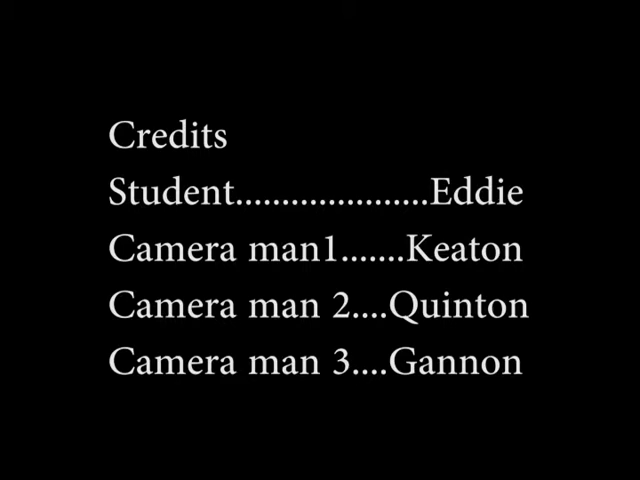 Credits
Student.....................Eddie
Camera man1.......Keaton
Camera man 2....Quinton
Camera man 3....Gannon